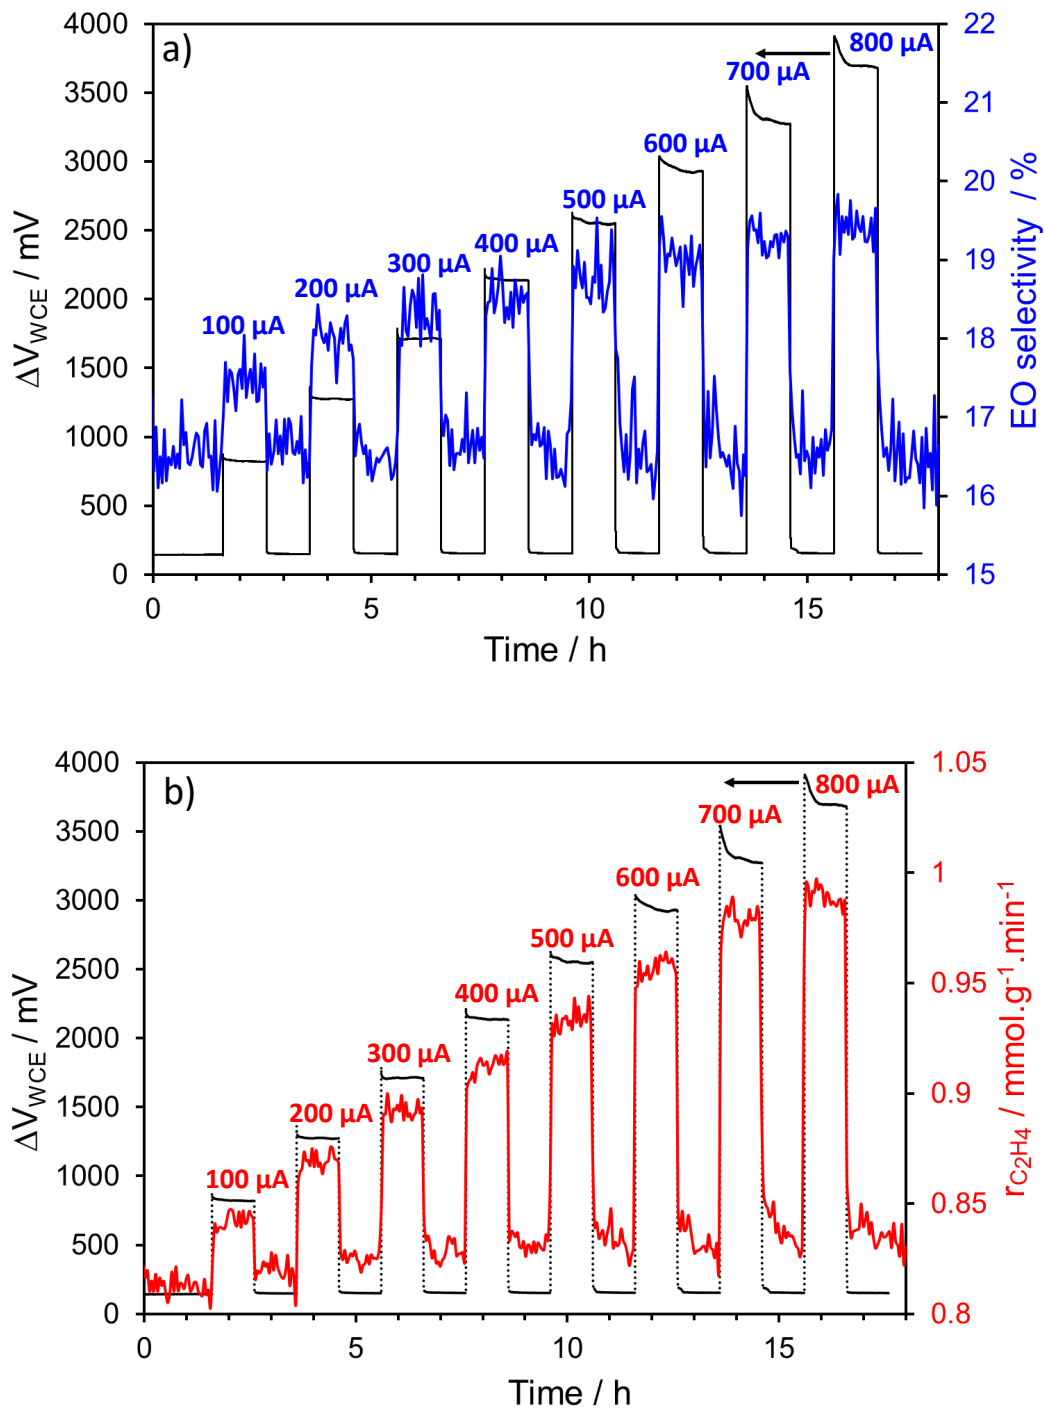 a)
4000
3500
3000
2500
2000
1500
1000
500
0
ΔV_WCE / mV
22
21
20
19
18
17
16
15
EO selectivity / %
100 µA
200 µA
300 µA
400 µA
500 µA
600 µA
700 µA
800 µA
0 5 10 15
Time / h
b)
4000
3500
3000
2500
2000
1500
1000
500
0
ΔV_WCE / mV
1.05
1
0.95
0.9
0.85
0.8
r_C2H4 / mmol.g⁻¹.min⁻¹
100 µA
200 µA
300 µA
400 µA
500 µA
600 µA
700 µA
800 µA
0 5 10 15
Time / h